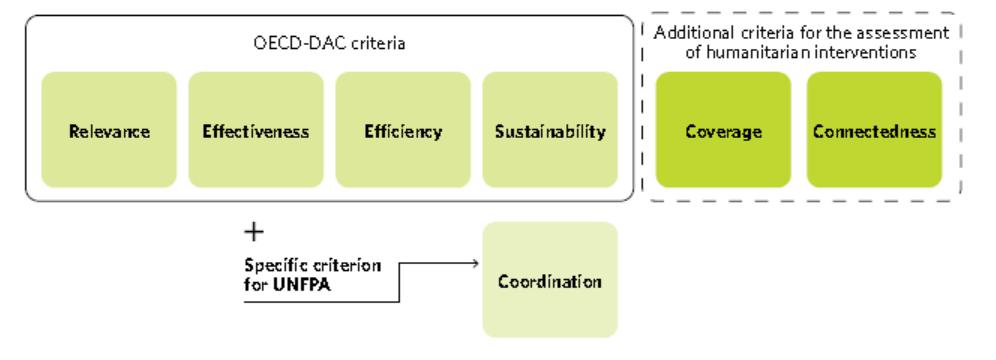 OECD-DAC criteria
Additional criteria for the assessment
of humanitarian interventions
Relevance
Effectiveness
Efficiency
Sustainability
Coverage
Connectedness
+
Specific criterion
for UNFPA
Coordination